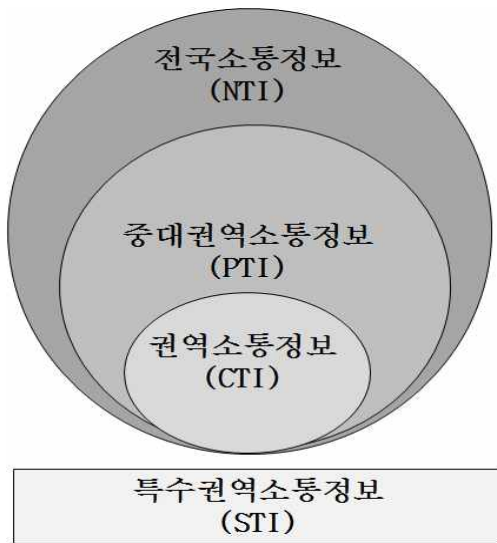 전국소통정보
(NTI)
중대권역소통정보
(PTI)
권역소통정보
(CTI)
특수권역소통정보
(STI)